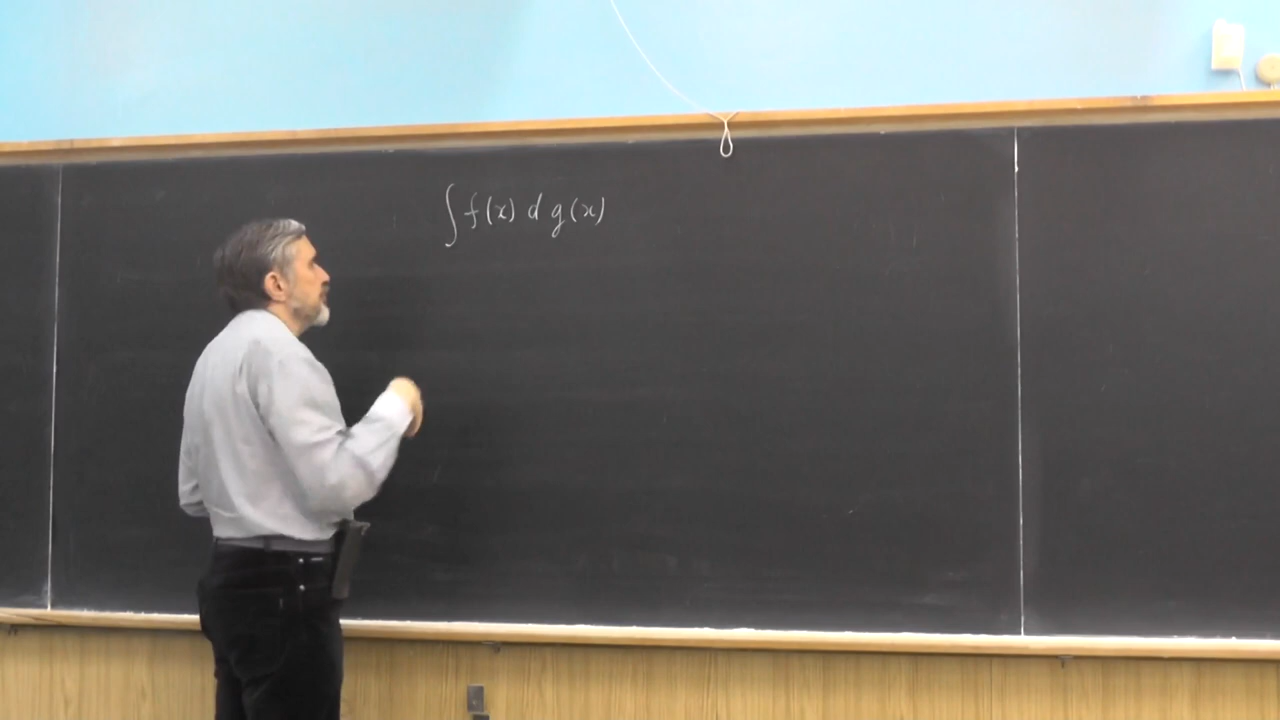 ∫ f(x) d g(x)